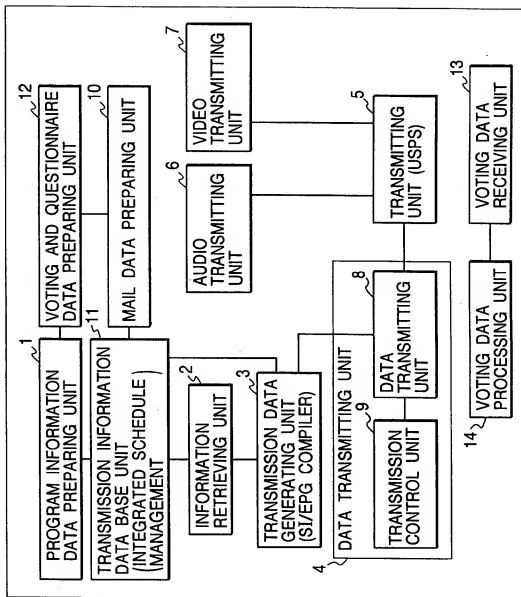 1
PROGRAM INFORMATION
DATA PREPARING UNIT
12
VOTING AND QUESTIONNAIRE
DATA PREPARING UNIT
11
TRANSMISSION INFORMATION
DATA BASE UNIT
(INTEGRATED SCHEDULE
MANAGEMENT)
10
MAIL DATA PREPARING UNIT
2
INFORMATION
RETRIEVING UNIT
3
TRANSMISSION DATA
GENERATING UNIT
(SI/EPG COMPILER)
6
AUDIO TRANSMITTING
UNIT
7
VIDEO TRANSMITTING
UNIT
4
DATA TRANSMITTING UNIT
9
TRANSMISSION
CONTROL UNIT
8
DATA
TRANSMIT
UNIT
5
TRANSMITTING
UNIT (USPS)
14
VOTING DATA
PROCESSING UNIT
13
VOTING DATA
RECEIVING UNIT